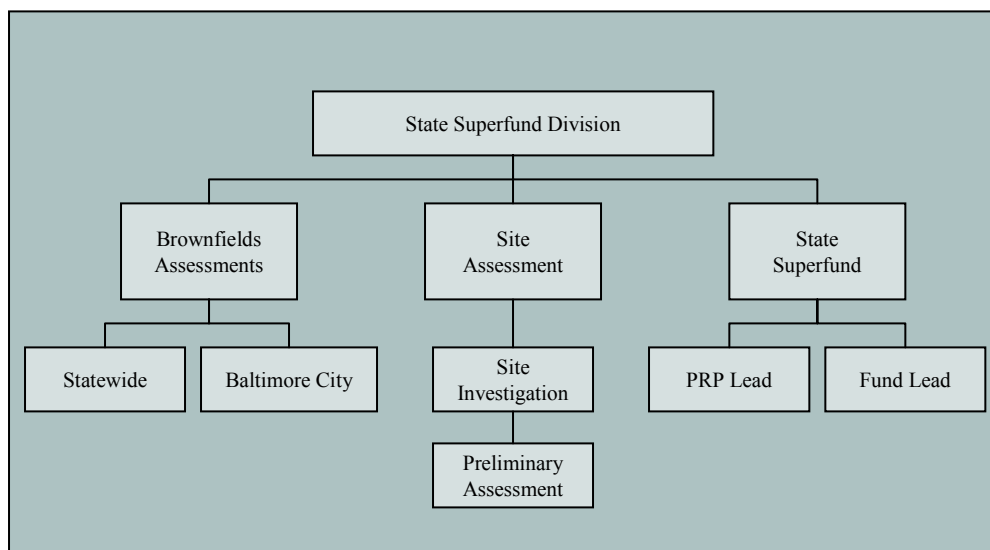 State Superfund Division
Brownfields
Assessments
Site
Assessment
State
Superfund
Statewide
Baltimore City
Site
Investigation
PRP Lead
Fund Lead
Preliminary
Assessment